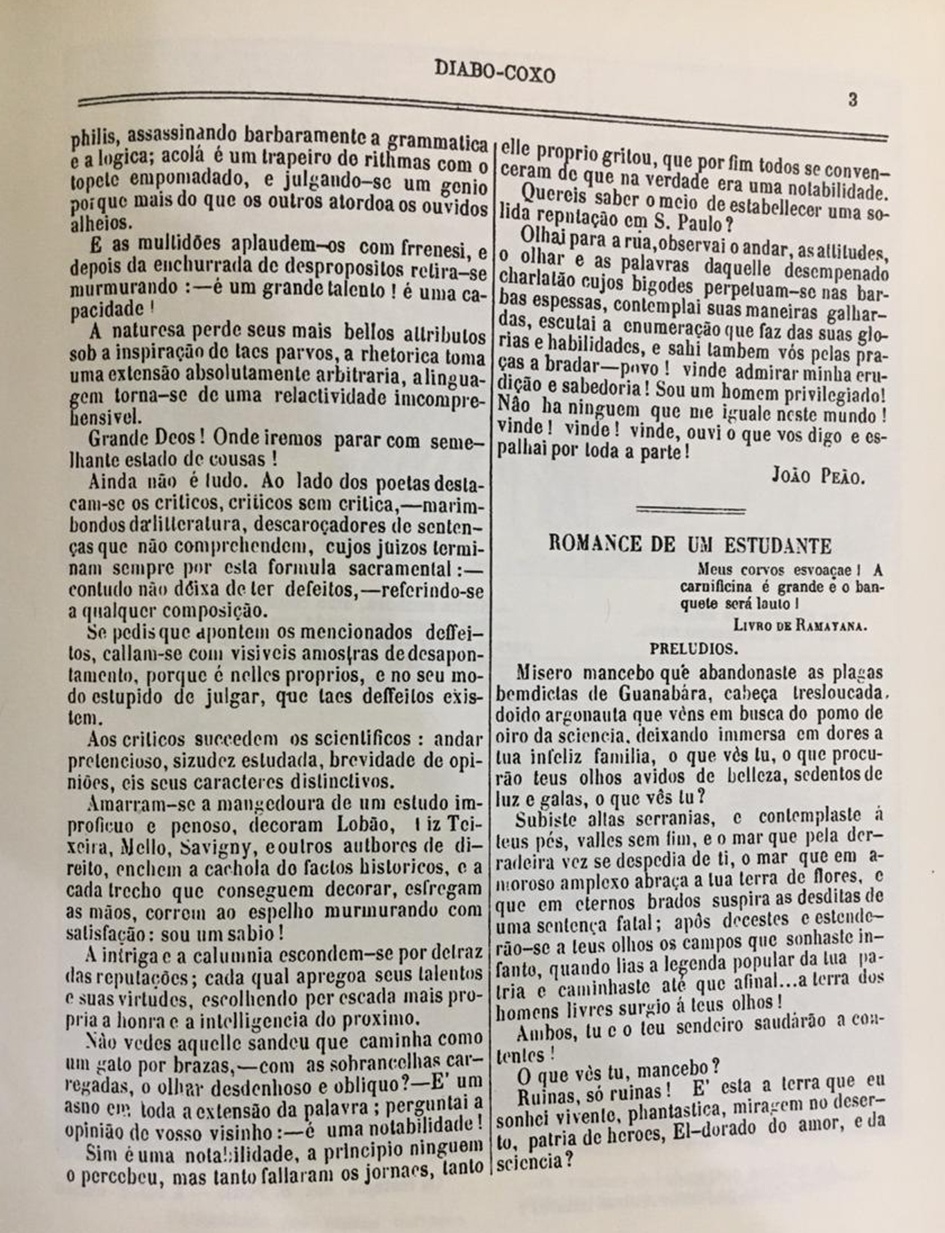 DIABO-COXO
3
philis, assassinando barbaramente a grammatica
e a logica; acolá é um trapeiro de rithmas com o
topete empomadado, e julgando-se um genio
porque mais do que os outros atordoa os ouvidos
alheios.
E as multidões aplaudem-os com frrenesi, e
depois da enchurrada de despropositos retira-se
murmurando :—é um grande talento ! é uma ca-
pacidade !
A naturesa perde seus mais bellos attributos
sob a inspiração de taes parvos, a rhetorica toma
uma extensão absolutamente arbitraria, a lingua-
gem torna-se de uma relactividade imcompre-
hensivel.
Grande Deos ! Onde iremos parar com seme-
lhante estado de cousas !
Ainda não é tudo. Ao lado dos poetas desta-
cam-se os criticos, criticos sem critica,—marim-
bondos da litteratura, descaroçadores de senten-
ças que não comprehendem, cujos juizos termi-
nam sempre por esta formula sacramental :—
contudo não deixa de ter defeitos,—referindo-se
a qualquer composição.
Se pedis que apontem os mencionados deffei-
tos, callam-se com visiveis amostras de desapon-
tamento, porque é nelles proprios, e no seu mo-
do estupido de julgar, que taes deffeitos exis-
tem.
Aos criticos succedem os scientificos : andar
pretencioso, sizudez estudada, brevidade de opi-
niões, eis seus caracteres distinctivos.
Amarram-se a mangedoura de um estudo im-
proficuo e penoso, decoram Lobão, Liz Tei-
xeira, Mello, Savigny, e outros authores de di-
reito, enchem a cachola do factos historicos, e a
cada trecho que conseguem decorar, esfregam
as mãos, correm ao espelho murmurando com
satisfação: sou um sabio !
A intriga e a calumnia escondem-se por detraz
das reputações ; cada qual apregoa seus talentos
e suas virtudes, escolhendo per escada mais pro-
pria a honra e a intelligencia do proximo.
Não vedes aquelle sandeu que caminha como
um gato por brazas,—com as sobrancelhas car-
regadas, o olhar desdenhoso e obliquo?—E' um
asno em toda a extensão da palavra ; perguntai a
opinião de vosso visinho :—é uma notabilidade !
Sim é uma notabilidade, a principio ninguem
o percebeu, mas tanto fallaram os jornaes, tanto
elle proprio gritou, que por fim todos se conven-
ceram de que na verdade era uma notabilidade.
Quereis saber o meio de estabellecer uma so-
lida reputação em S. Paulo ?
Olhai para a rua, observai o andar, as attitudes,
o olhar e as palavras daquelle desempenado
charlatão cujos bigodes perpetuam-se nas bar-
bas espessas, contemplai suas maneiras galhar-
das, escutai a enumeração que faz das suas glo-
rias e habilidades, e sahi tambem vós pelas pra-
ças a bradar—povo ! vinde admirar minha eru-
dição e sabedoria ! Sou um homem privilegiado!
Não ha ninguem que me iguale neste mundo !
vinde ! vinde ! vinde, ouvi o que vos digo e es-
palhai por toda a parte !
JOÃO PEÃO.
ROMANCE DE UM ESTUDANTE
Meus corvos esvoaçae ! A
carnificina é grande e o ban-
quete será lauto !
LIVRO DE RAMAYANA.
PRELUDIOS.
Misero mancebo que abandonaste as plagas
bemdictas de Guanabára, cabeça tresloucada,
doido argonauta que vêns em busca do pomo de
oiro da sciencia, deixando immersa em dores a
tua infeliz familia, o que vês tu, o que procu-
rão teus olhos avidos de belleza, sedentos de
luz e galas, o que vês tu ?
Subiste altas serranias, e contemplaste á
teus pés, valles sem fim, e o mar que pela der-
radeira vez se despedia de ti, o mar que em a-
moroso amplexo abraça a tua terra de flores, e
que em eternos brados suspira as desditas de
uma sentença fatal ; após decestes e estende-
rão-se a teus olhos os campos que sonhaste in-
fanto, quando lias a legenda popular da tua pa-
tria e caminhaste até que afinal...a terra dos
homens livres surgio á teus olhos !
Ambos, tu e o teu sendeiro saudárão a con-
tentes !
O que vês tu, mancebo ?
Ruinas, só ruinas ! E' esta a terra que eu
sonhei vivente, phantastica, miragem no deser-
to, patria de heroes, El-dorado do amor, e da
sciencia?